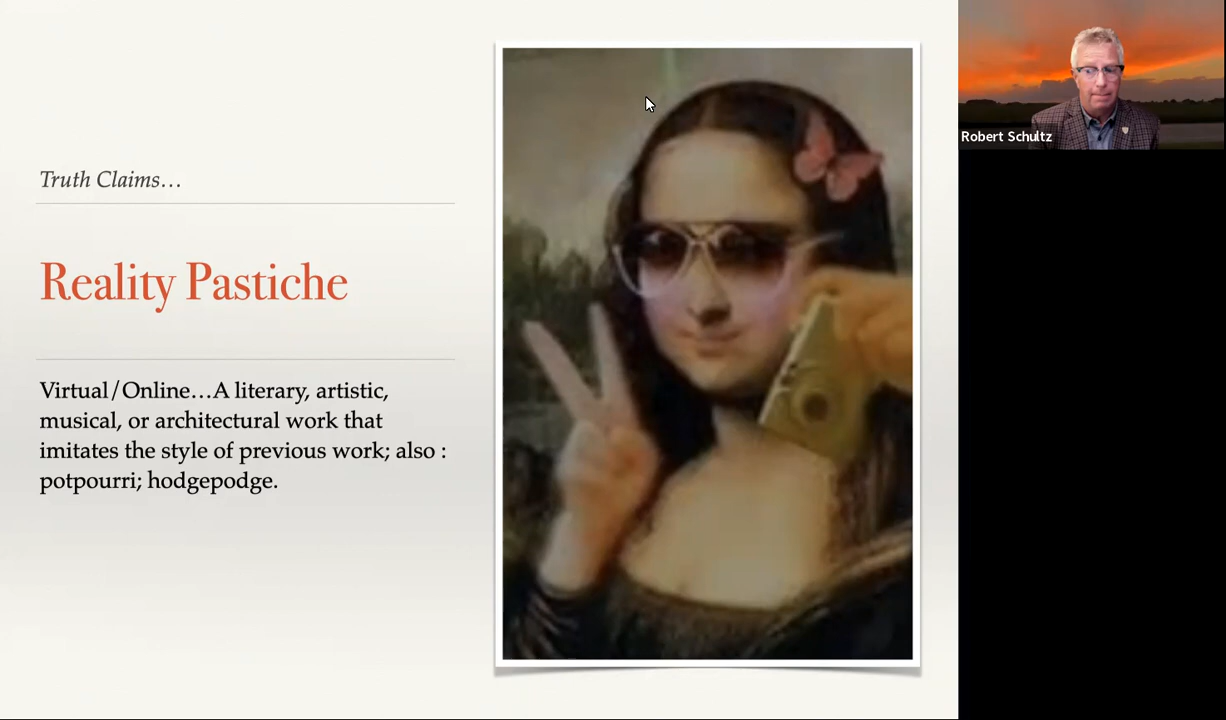 Truth Claims…
Reality Pastiche
Virtual/Online…A literary, artistic,
musical, or architectural work that
imitates the style of previous work; also :
potpourri; hodgepodge.
Robert Schultz